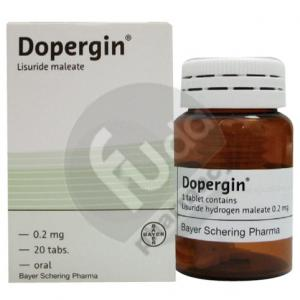 Dopergin®
Lisuride maleate
— 0.2 mg
— 20 tabs.
— oral
BAYER
Bayer Schering Pharma
Dopergin®
1 tablet contains
Lisuride hydrogen maleate 0.2 mg
Bayer Schering Pharma